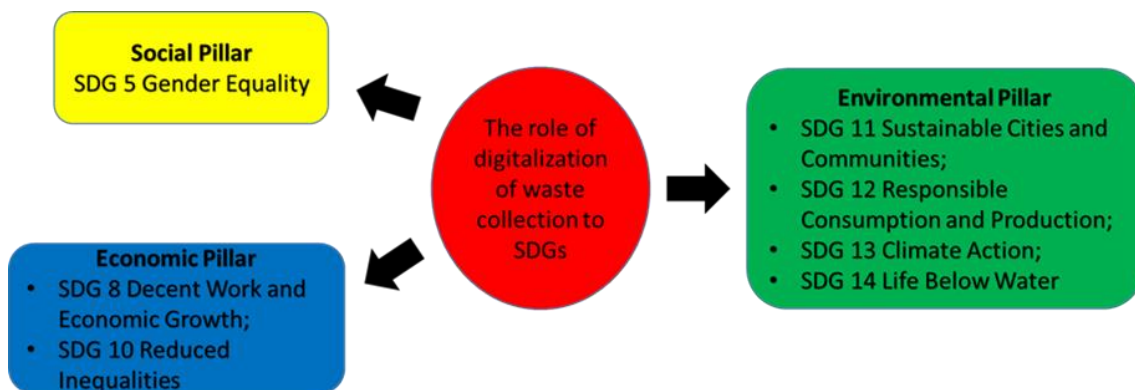 Social Pillar
SDG 5 Gender Equality
The role of
digitalization
of waste
collection to
SDGs
Environmental Pillar
• SDG 11 Sustainable Cities and
Communities;
• SDG 12 Responsible
Consumption and Production;
• SDG 13 Climate Action;
• SDG 14 Life Below Water
Economic Pillar
• SDG 8 Decent Work and
Economic Growth;
• SDG 10 Reduced
Inequalities